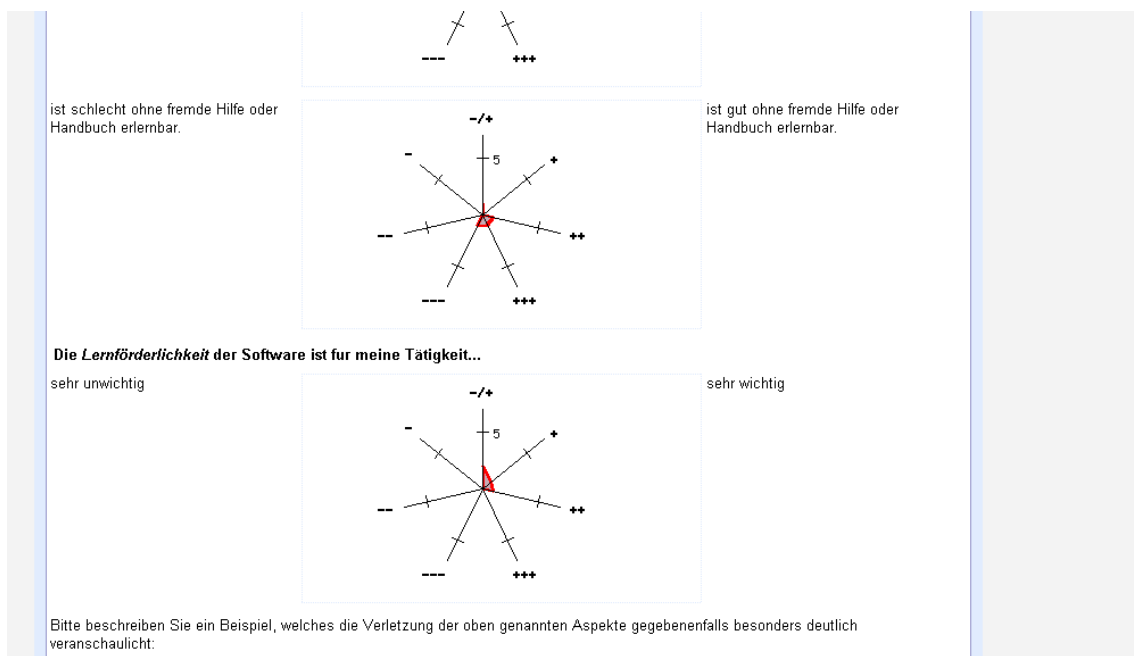 --- +++
ist schlecht ohne fremde Hilfe oder
Handbuch erlernbar.
-/+
- 5 +
-- ++
--- +++
ist gut ohne fremde Hilfe oder
Handbuch erlernbar.
Die Lernförderlichkeit der Software ist fur meine Tätigkeit...
sehr unwichtig
-/+
- 5 +
-- ++
--- +++
sehr wichtig
Bitte beschreiben Sie ein Beispiel, welches die Verletzung der oben genannten Aspekte gegebenenfalls besonders deutlich
veranschaulicht: